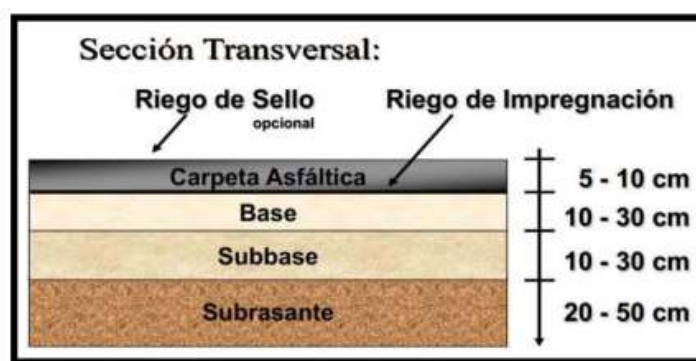 Sección Transversal:
Riego de Sello
opcional
Riego de Impregnación
Carpeta Asfáltica
5 - 10 cm
Base
10 - 30 cm
Subbase
10 - 30 cm
Subrasante
20 - 50 cm